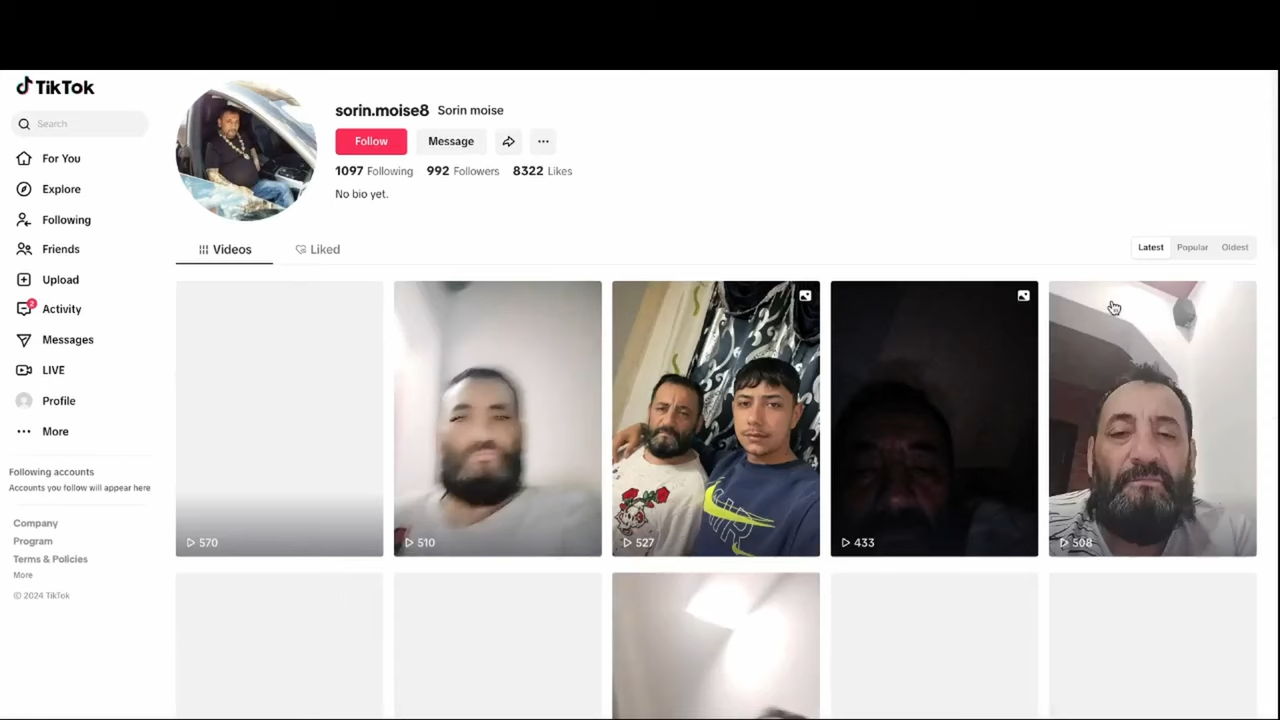 TikTok
Search
For You
Explore
Following
Friends
Upload
2
Activity
Messages
LIVE
Profile
More
Following accounts
Accounts you follow will appear here
Company
Program
Terms & Policies
More
© 2024 TikTok
sorin.moise8 Sorin moise
Follow Message
1097 Following 992 Followers 8322 Likes
No bio yet.
Videos Liked
Latest Popular Oldest
570 510 527 433 508